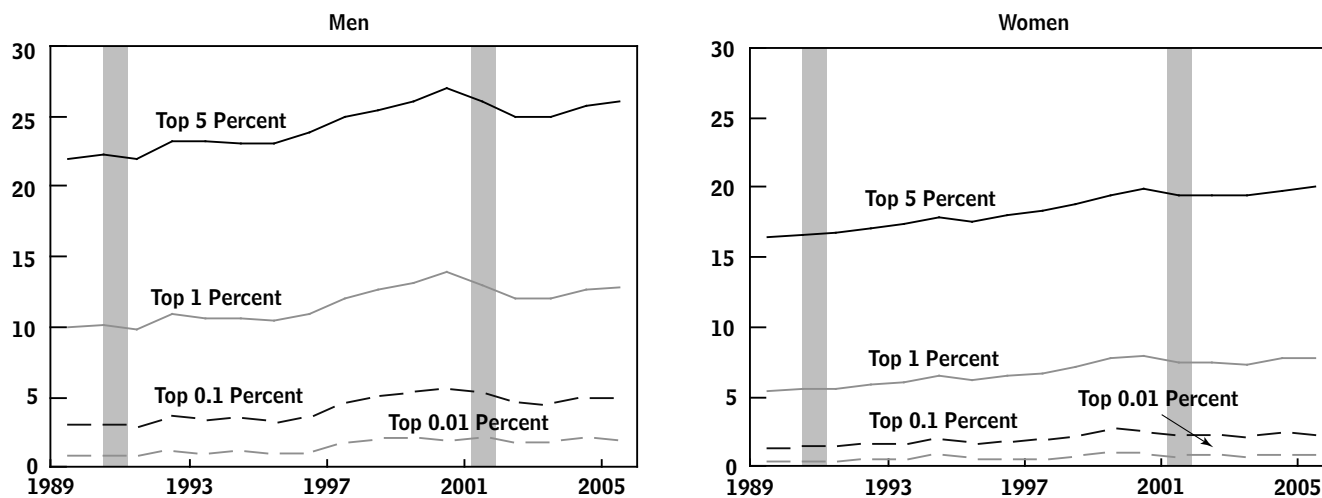 Men
30
25
20
15
10
5
0
Top 5 Percent
Top 1 Percent
Top 0.1 Percent
Top 0.01 Percent
1989 1993 1997 2001 2005
Women
30
25
20
15
10
5
0
Top 5 Percent
Top 1 Percent
Top 0.01 Percent
Top 0.1 Percent
1989 1993 1997 2001 2005